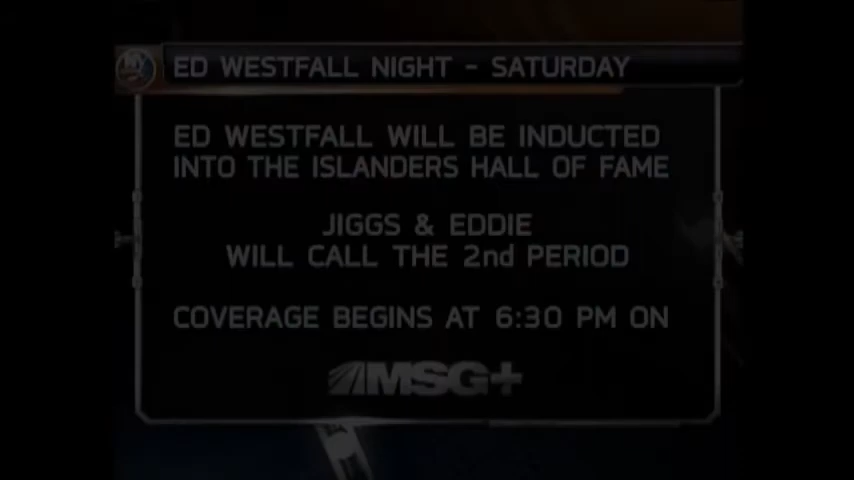 NY
ED WESTFALL NIGHT - SATURDAY
ED WESTFALL WILL BE INDUCTED
INTO THE ISLANDERS HALL OF FAME
JIGGS & EDDIE
WILL CALL THE 2nd PERIOD
COVERAGE BEGINS AT 6:30 PM ON
MSG+